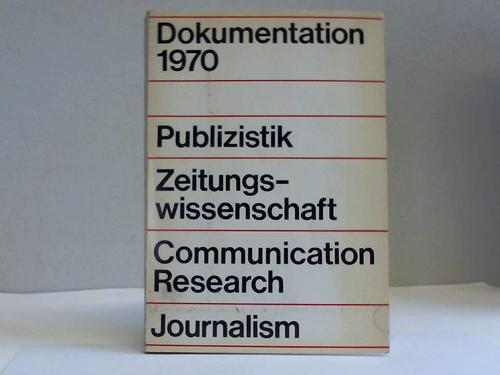 Dokumentation
1970
Publizistik
Zeitungs-
wissenschaft
Communication
Research
Journalism